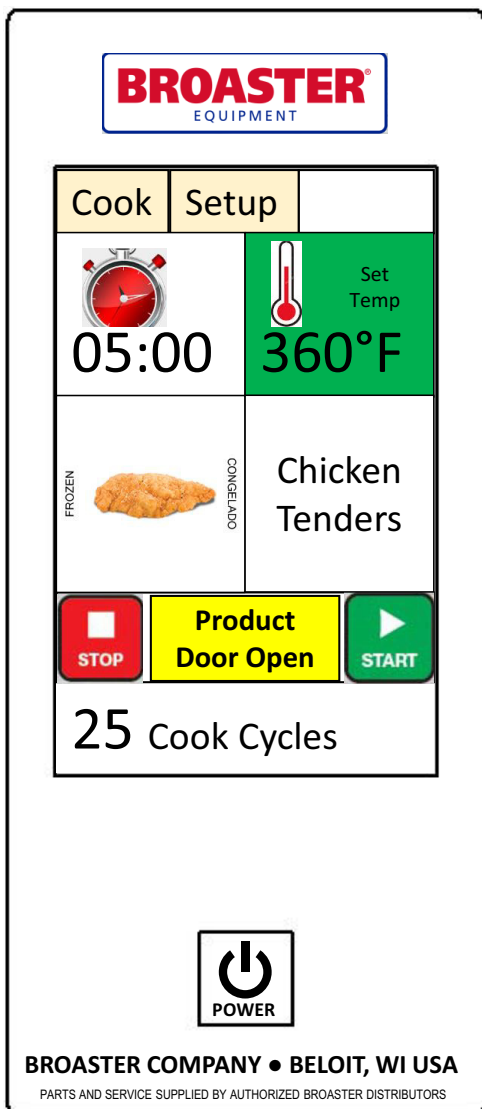 BROASTER®
EQUIPMENT
Cook Setup
Set
Temp
05:00 360°F
FROZEN
CONGELADO
Chicken
Tenders
STOP
Product
Door Open
START
25 Cook Cycles
POWER
BROASTER COMPANY ● BELOIT, WI USA
PARTS AND SERVICE SUPPLIED BY AUTHORIZED BROASTER DISTRIBUTORS